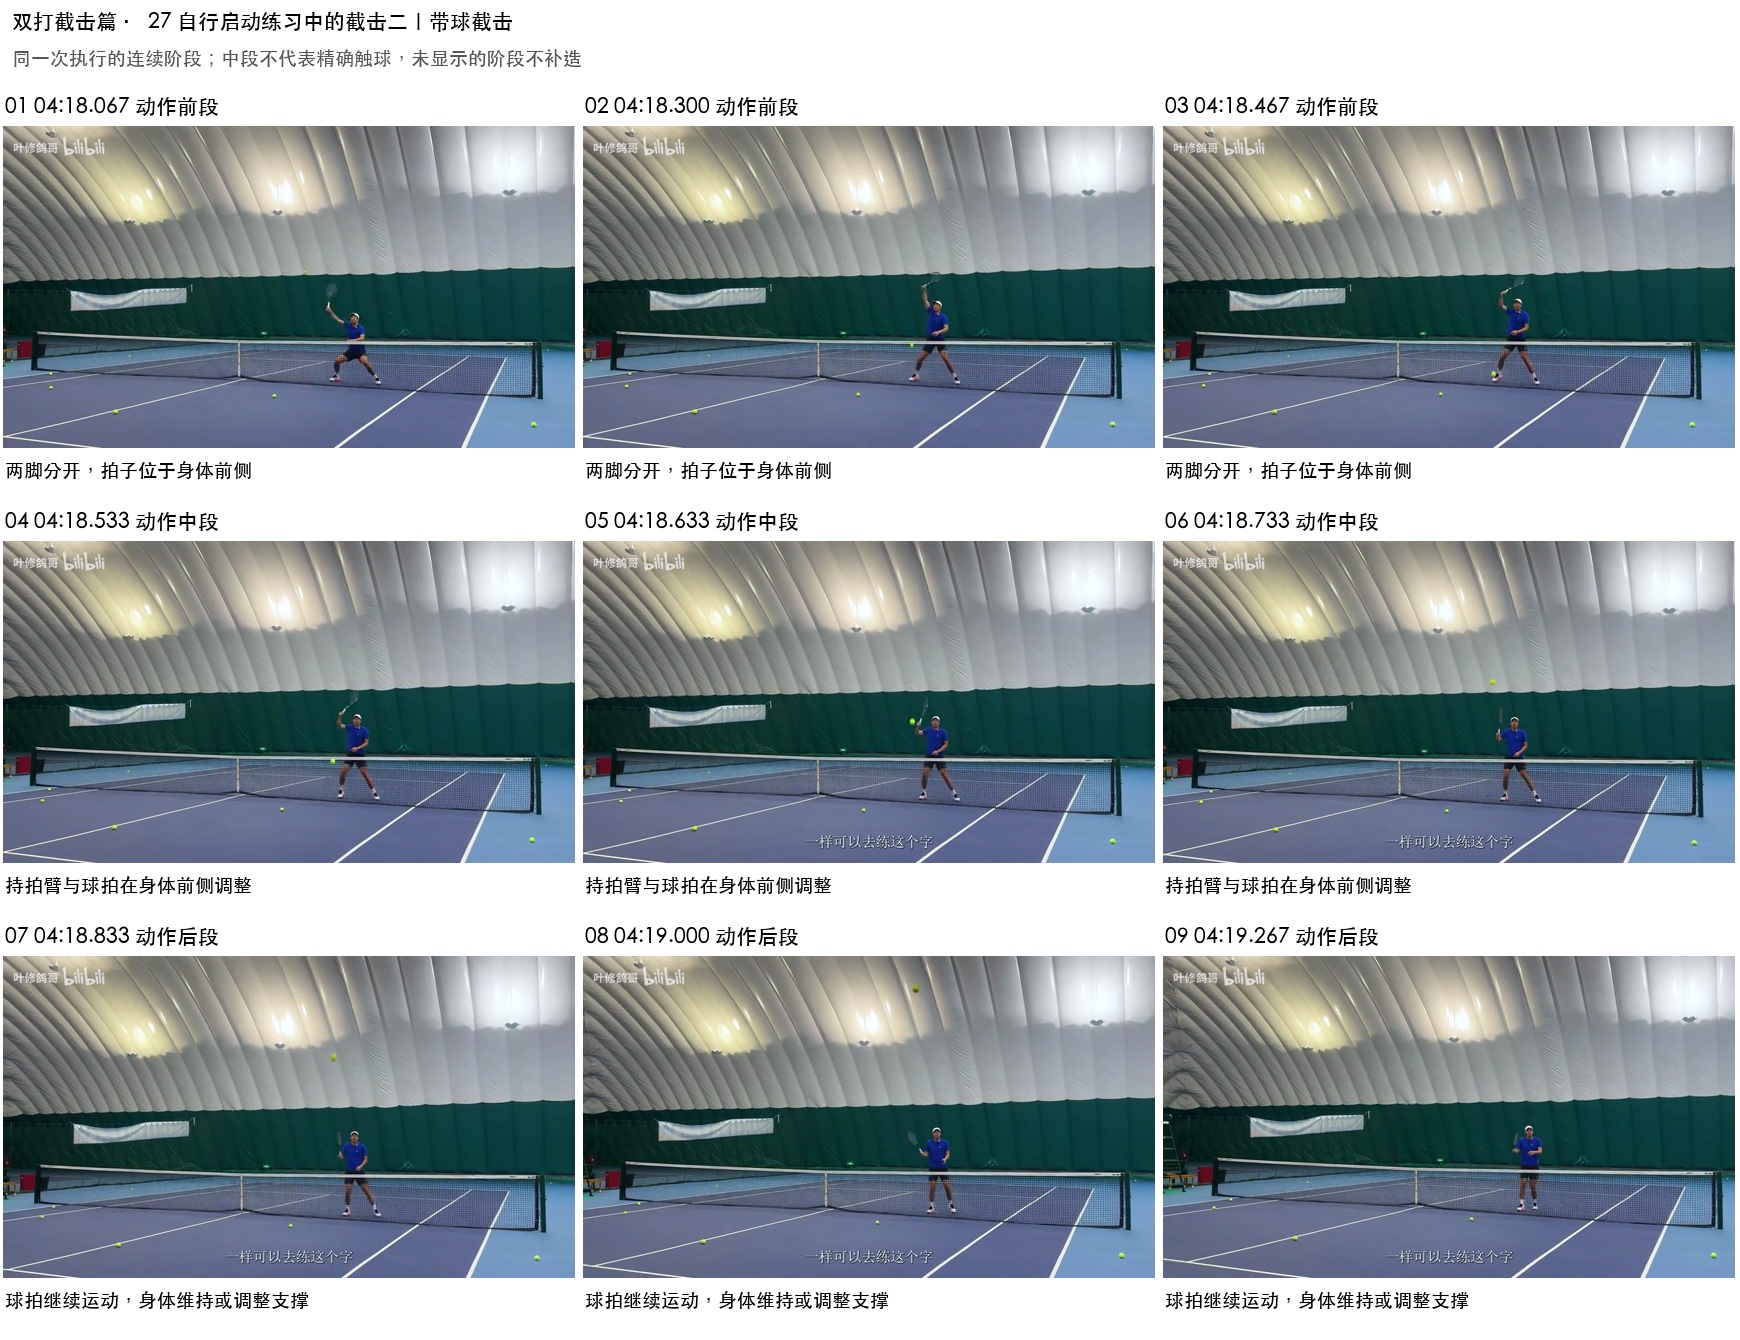 双打截击篇· 27 自行启动练习中的截击二丨带球截击
同一次执行的连续阶段；中段不代表精确触球，未显示的阶段不补造
01 04:18.067 动作前段
02 04:18.300 动作前段
03 04:18.467 动作前段
叶修鸽哥 bilibili
叶修鸽哥 bilibili
叶修鸽哥 bilibili
两脚分开，拍子位于身体前侧
两脚分开，拍子位于身体前侧
两脚分开，拍子位于身体前侧
04 04:18.533 动作中段
05 04:18.633 动作中段
06 04:18.733 动作中段
叶修鸽哥 bilibili
叶修鸽哥 bilibili
叶修鸽哥 bilibili
一样可以去练这个字
一样可以去练这个字
持拍臂与球拍在身体前侧调整
持拍臂与球拍在身体前侧调整
持拍臂与球拍在身体前侧调整
07 04:18.833 动作后段
08 04:19.000 动作后段
09 04:19.267 动作后段
叶修鸽哥 bilibili
叶修鸽哥 bilibili
叶修鸽哥 bilibili
一样可以去练这个字
一样可以去练这个字
一样可以去练这个字
球拍继续运动，身体维持或调整支撑
球拍继续运动，身体维持或调整支撑
球拍继续运动，身体维持或调整支撑